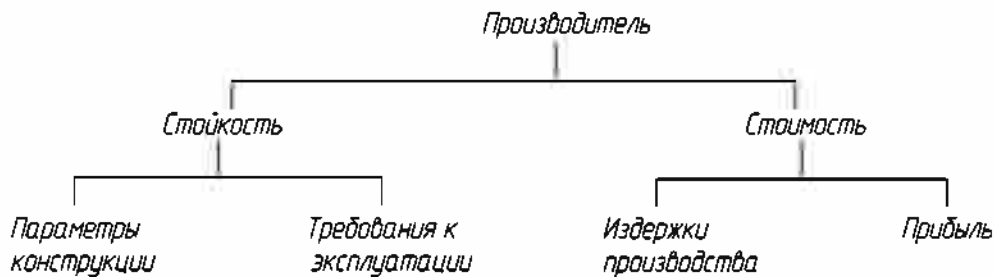 Производитель
Стойкость
Стоимость
Параметры
конструкции
Требования к
эксплуатации
Издержки
производства
Прибыль